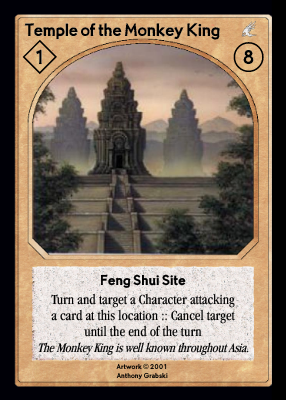 Temple of the Monkey King
1
8
Feng Shui Site
Turn and target a Character attacking
a card at this location :: Cancel target
until the end of the turn
The Monkey King is well known throughout Asia.
Artwork © 2001
Anthony Grabski